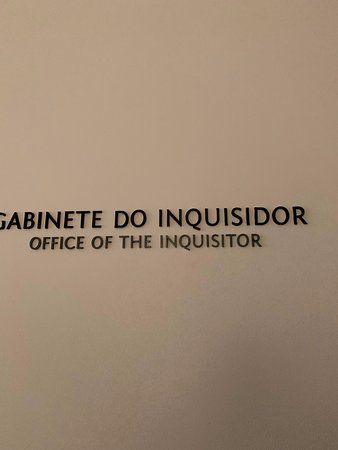 GABINETE DO INQUISIDOR
OFFICE OF THE INQUISITOR